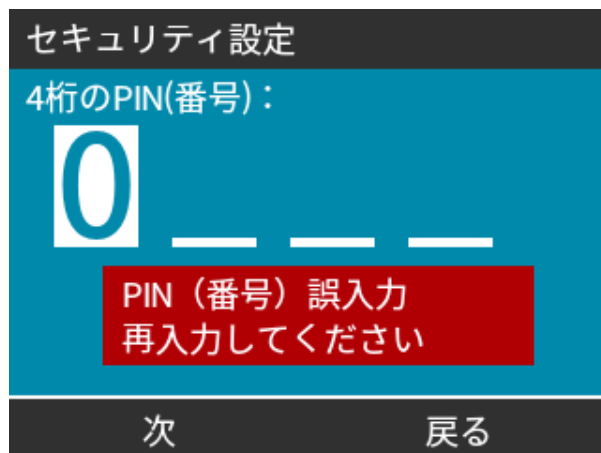 セキュリティ設定
4桁のPIN(番号)：
0 _ _ _
PIN（番号）誤入力
再入力してください
次 戻る